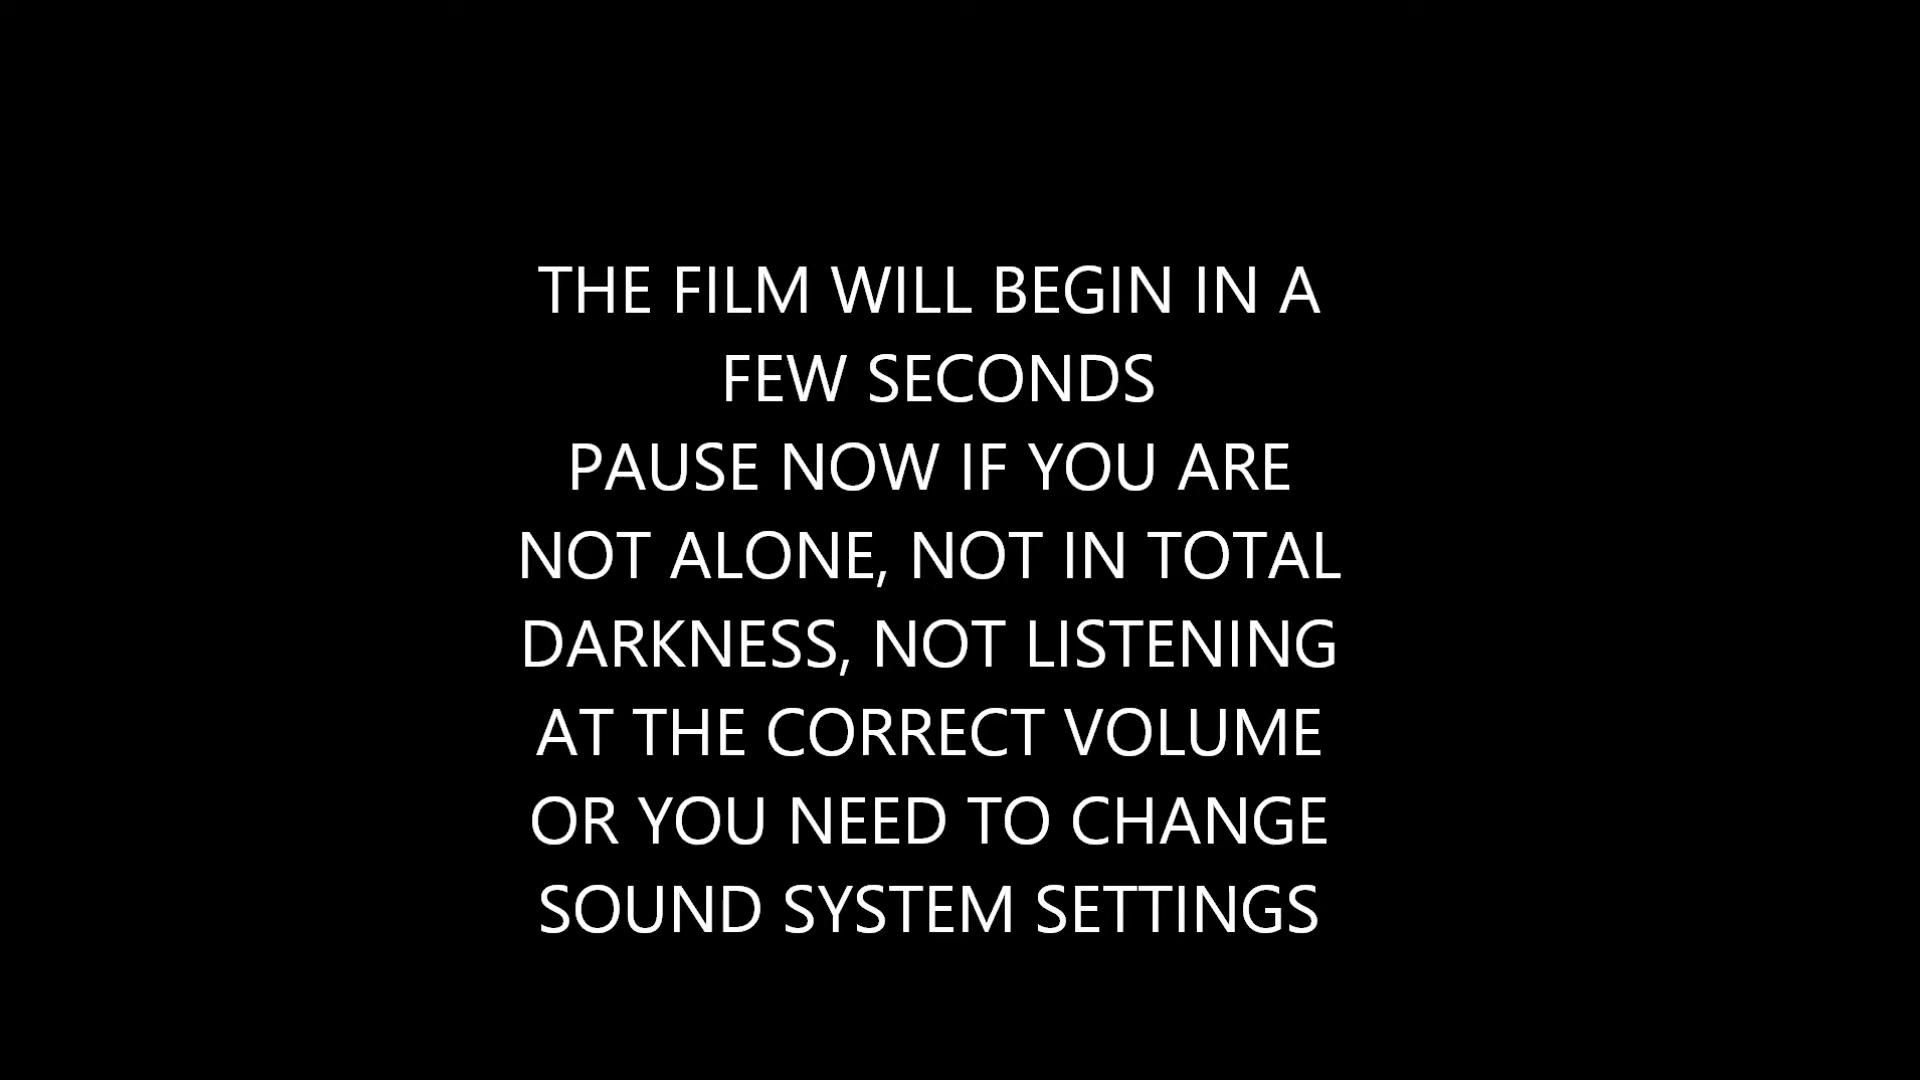 THE FILM WILL BEGIN IN A
FEW SECONDS
PAUSE NOW IF YOU ARE
NOT ALONE, NOT IN TOTAL
DARKNESS, NOT LISTENING
AT THE CORRECT VOLUME
OR YOU NEED TO CHANGE
SOUND SYSTEM SETTINGS